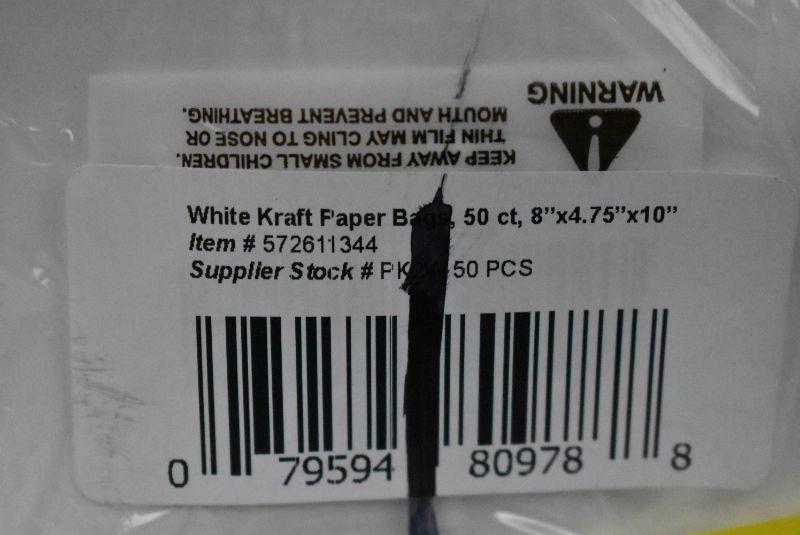 WARNING
KEEP AWAY FROM SMALL CHILDREN.
THIN FILM MAY CLING TO NOSE OR
MOUTH AND PREVENT BREATHING.
White Kraft Paper Bags, 50 ct, 8”x4.75”x10”
Item # 572611344
Supplier Stock # 50 PCS
0 79594 80978 8